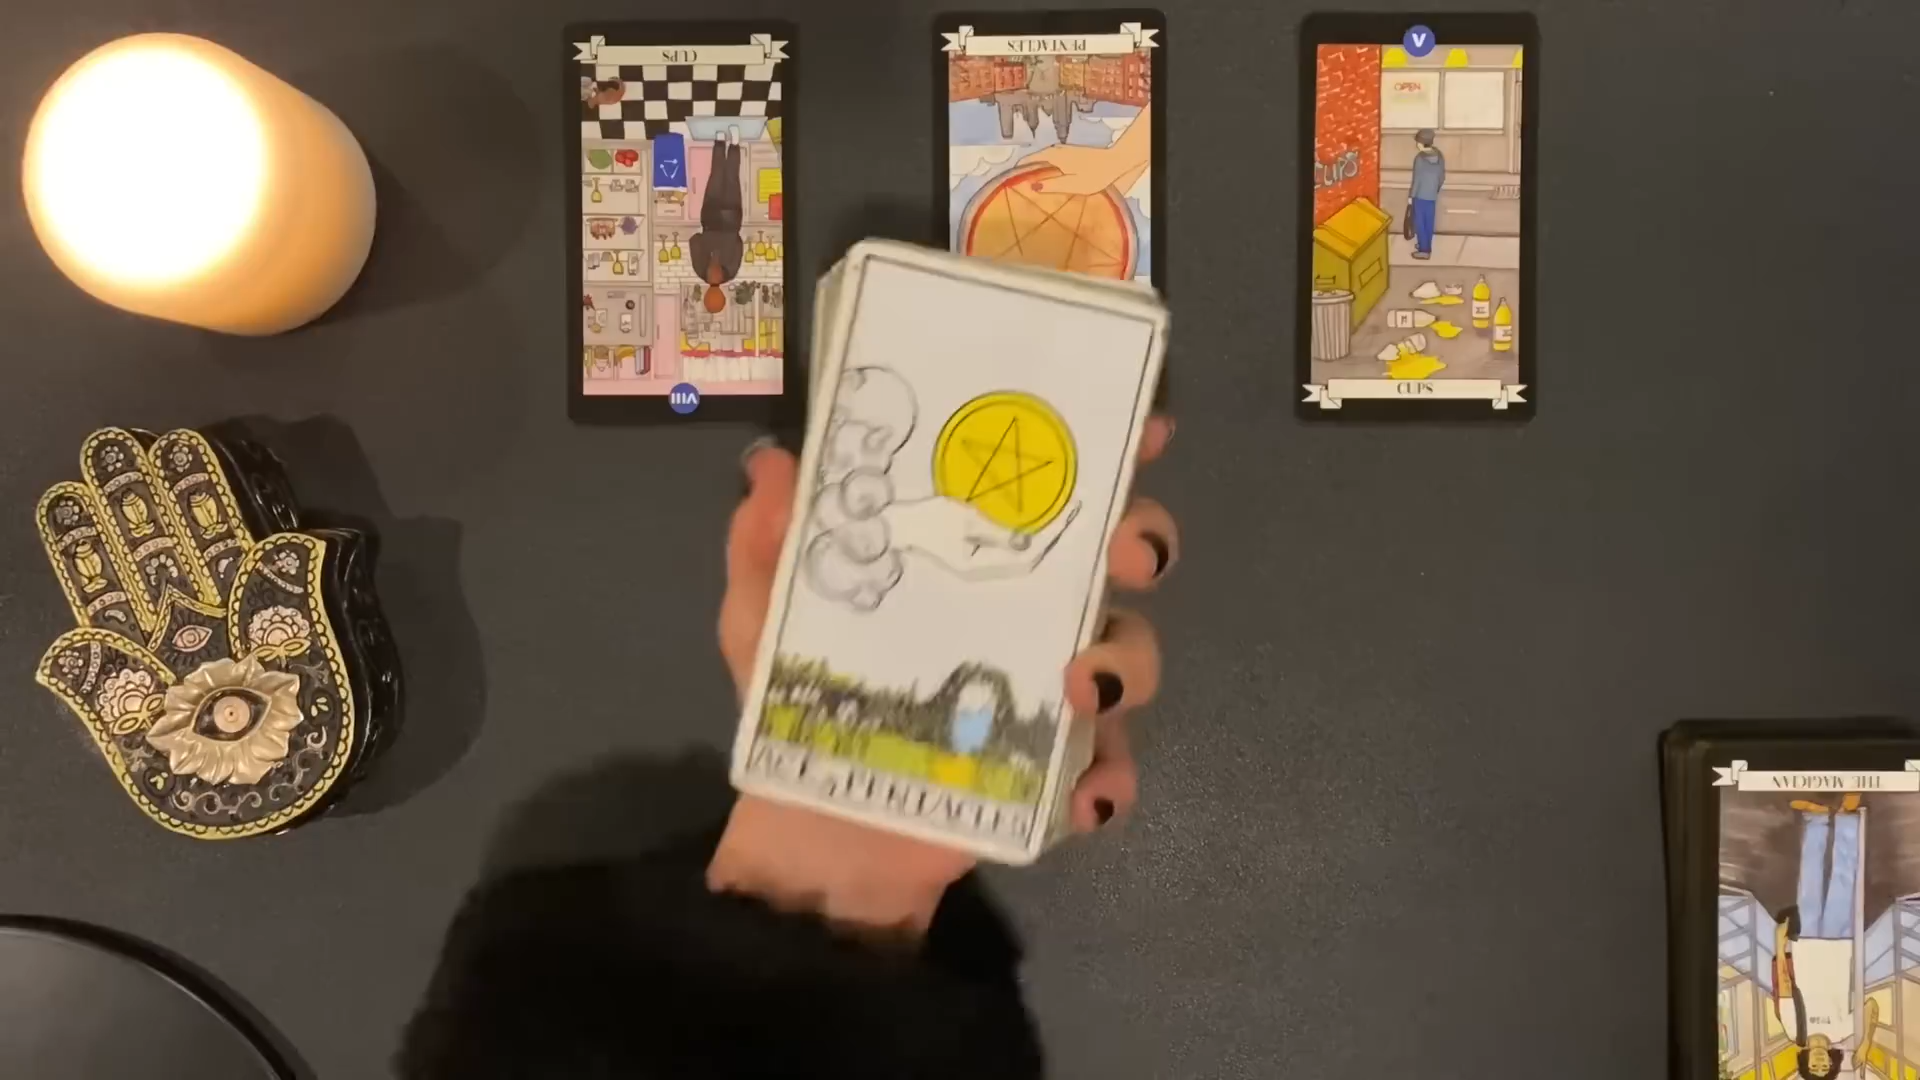 CUPS
VIII
PENTACLES
V
OPEN
CUPS
CUPS
ACE of PENTACLES
THE MAGICIAN